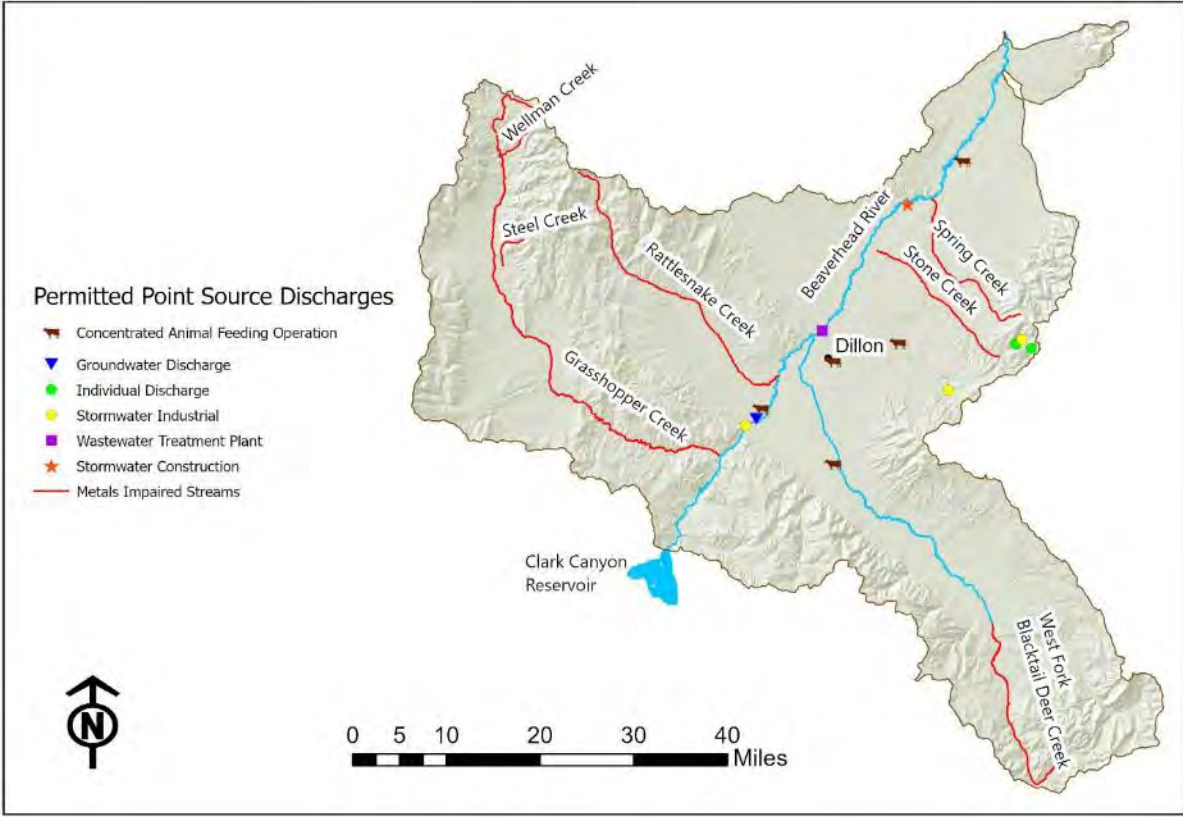 Wellman Creek
Steel Creek
Rattlesnake Creek
Grasshopper Creek
Beaverhead River
Spring Creek
Stone Creek
Dillon
Clark Canyon
Reservoir
West Fork
Blacktail Deer Creek
Permitted Point Source Discharges
Concentrated Animal Feeding Operation
Groundwater Discharge
Individual Discharge
Stormwater Industrial
Wastewater Treatment Plant
Stormwater Construction
Metals Impaired Streams
N
0 5 10 20 30 40
Miles